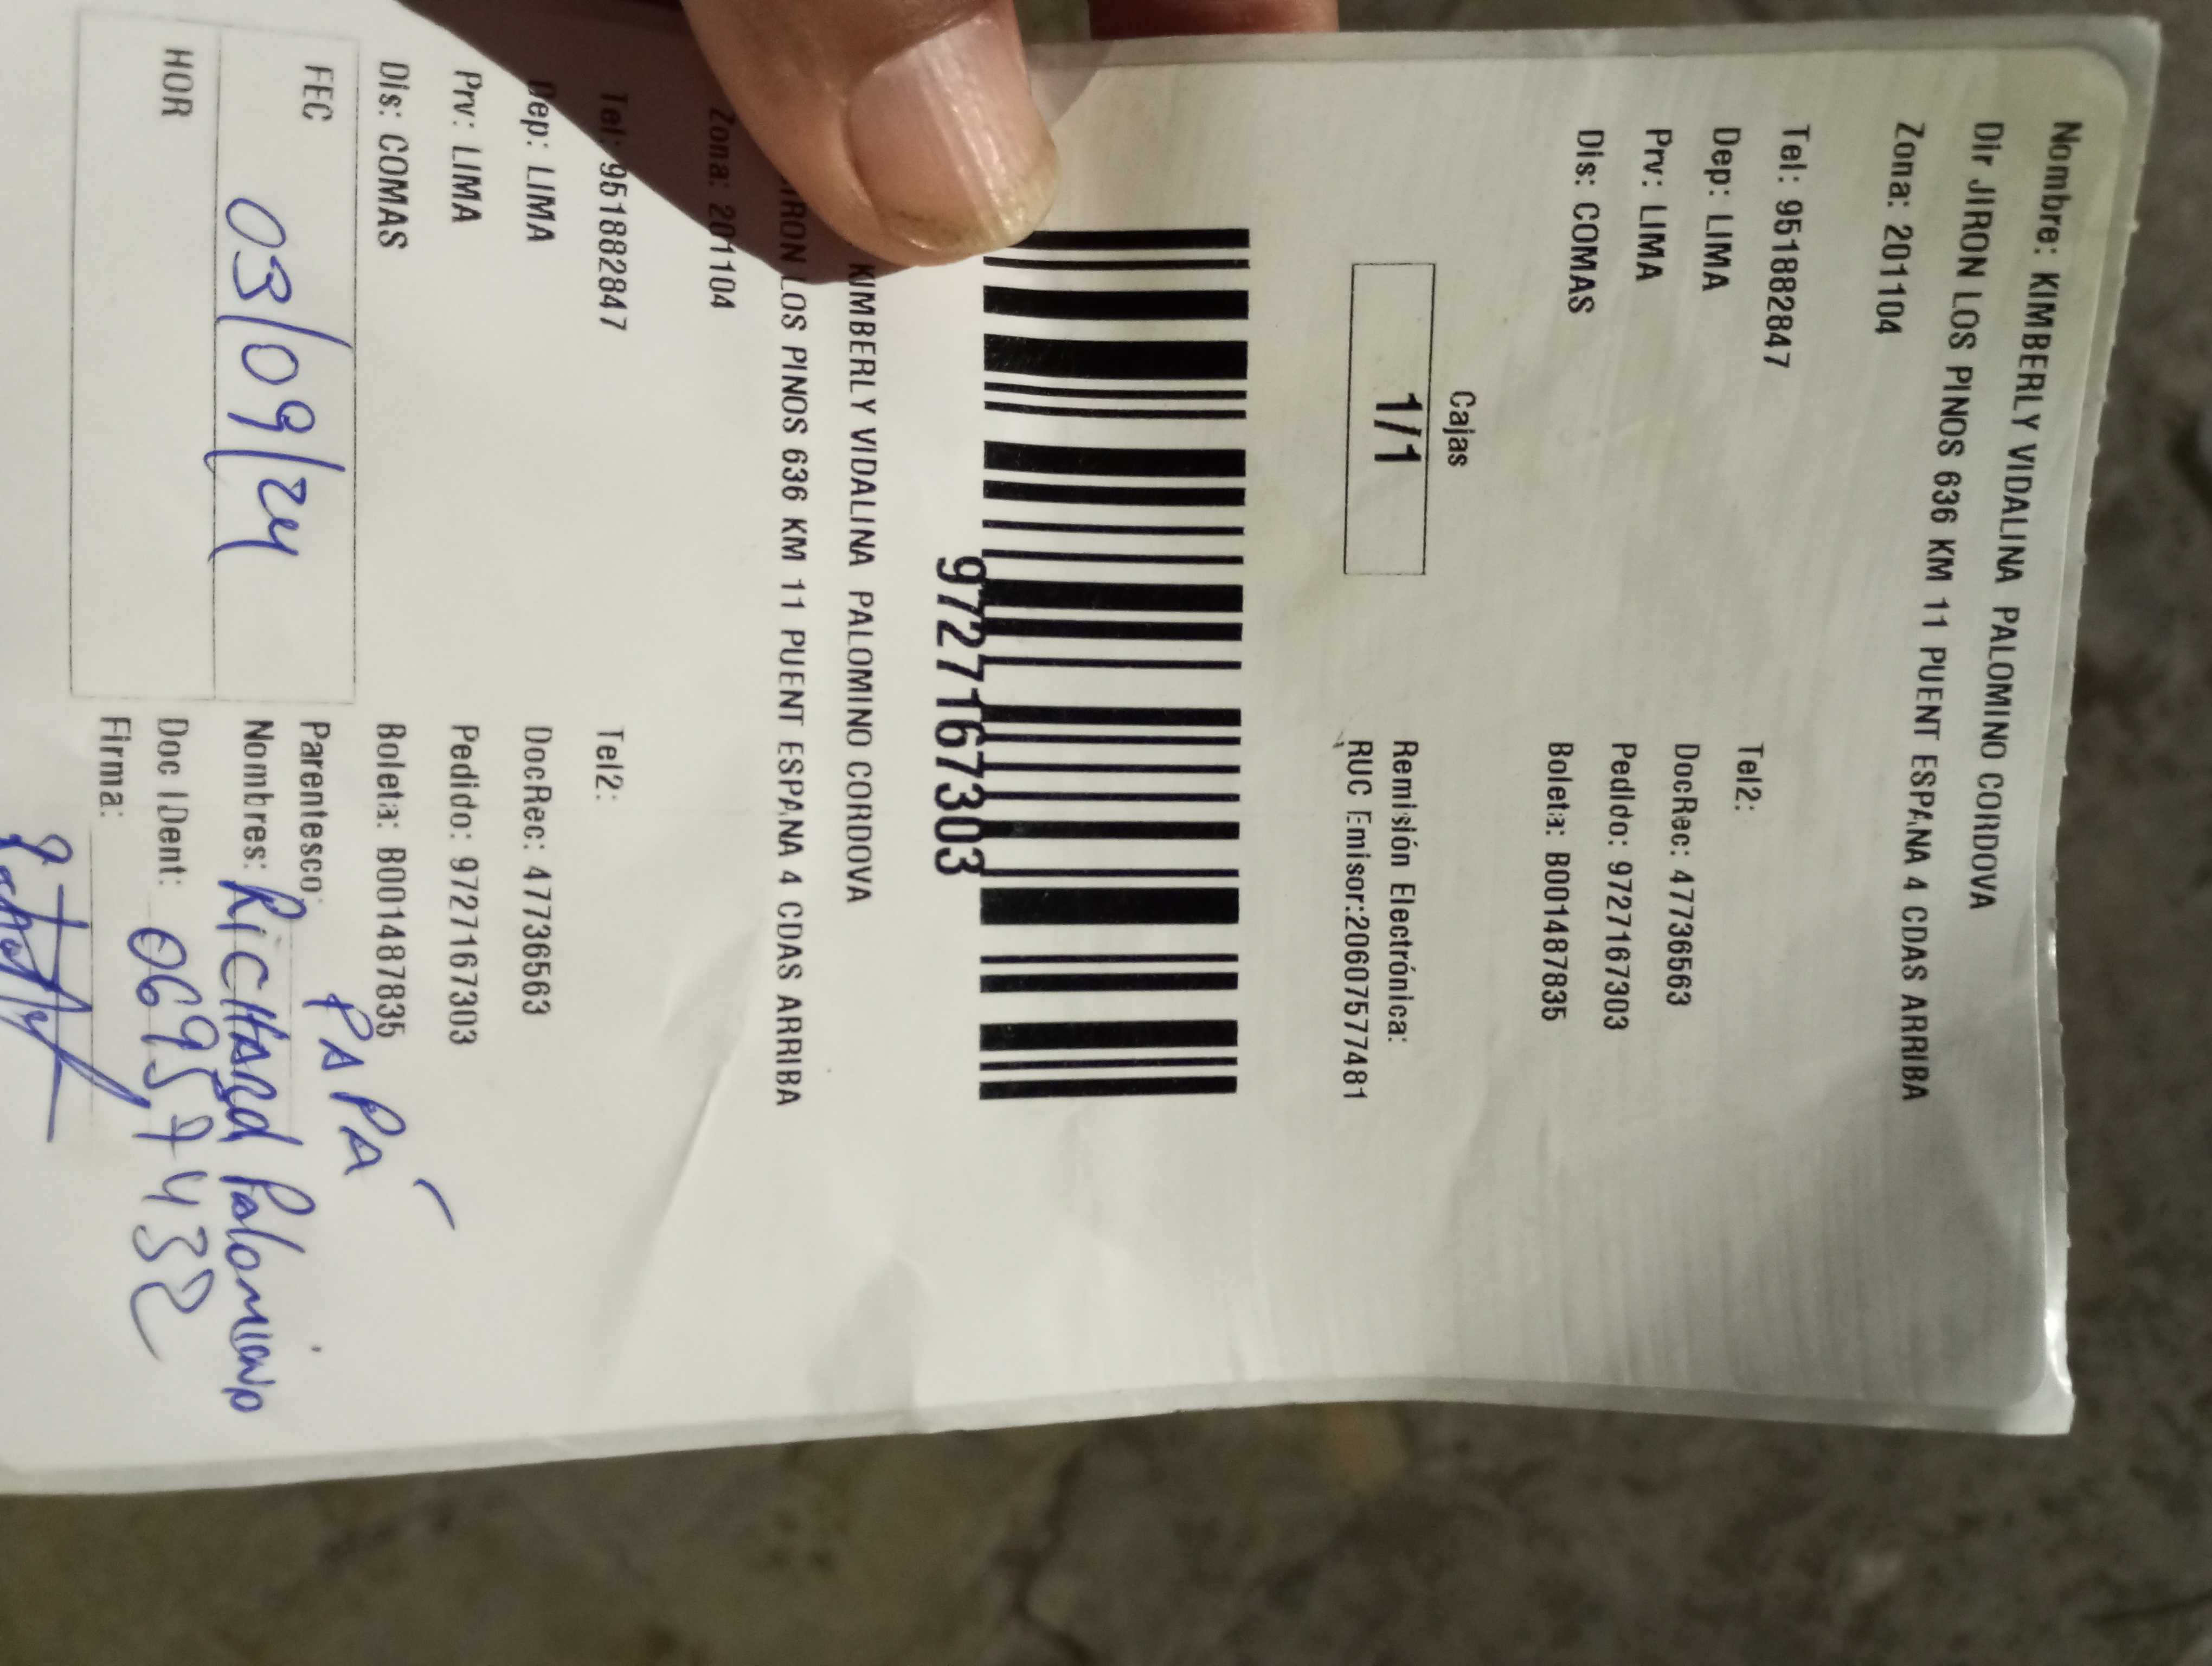 Nombre: KIMBERLY VIDALINA PALOMINO CORDOVA
Dir JIRON LOS PINOS 636 KM 11 PUENT ESPANA 4 CDAS ARRIBA
Zona: 201104
Tel: 951882847 Tel2:
Dep: LIMA DocRec: 47736563
Prv: LIMA Pedido: 9727167303
Dis: COMAS Boleta: B001487835
Cajas
1/1
Remisión Electrónica:
RUC Emisor:20607577481
9727167303
KIMBERLY VIDALINA PALOMINO CORDOVA
LOS PINOS 636 KM 11 PUENT ESPANA 4 CDAS ARRIBA
Zona: 201104
Tel: 951882847 Tel2:
Dep: LIMA DocRec: 47736563
Prv: LIMA Pedido: 9727167303
Dis: COMAS Boleta: B001487835
FEC 03/09/24
HOR
Parentesco: PAPÁ
Nombres: RiCHARd Palomino
Doc IDent: 06957432
Firma: